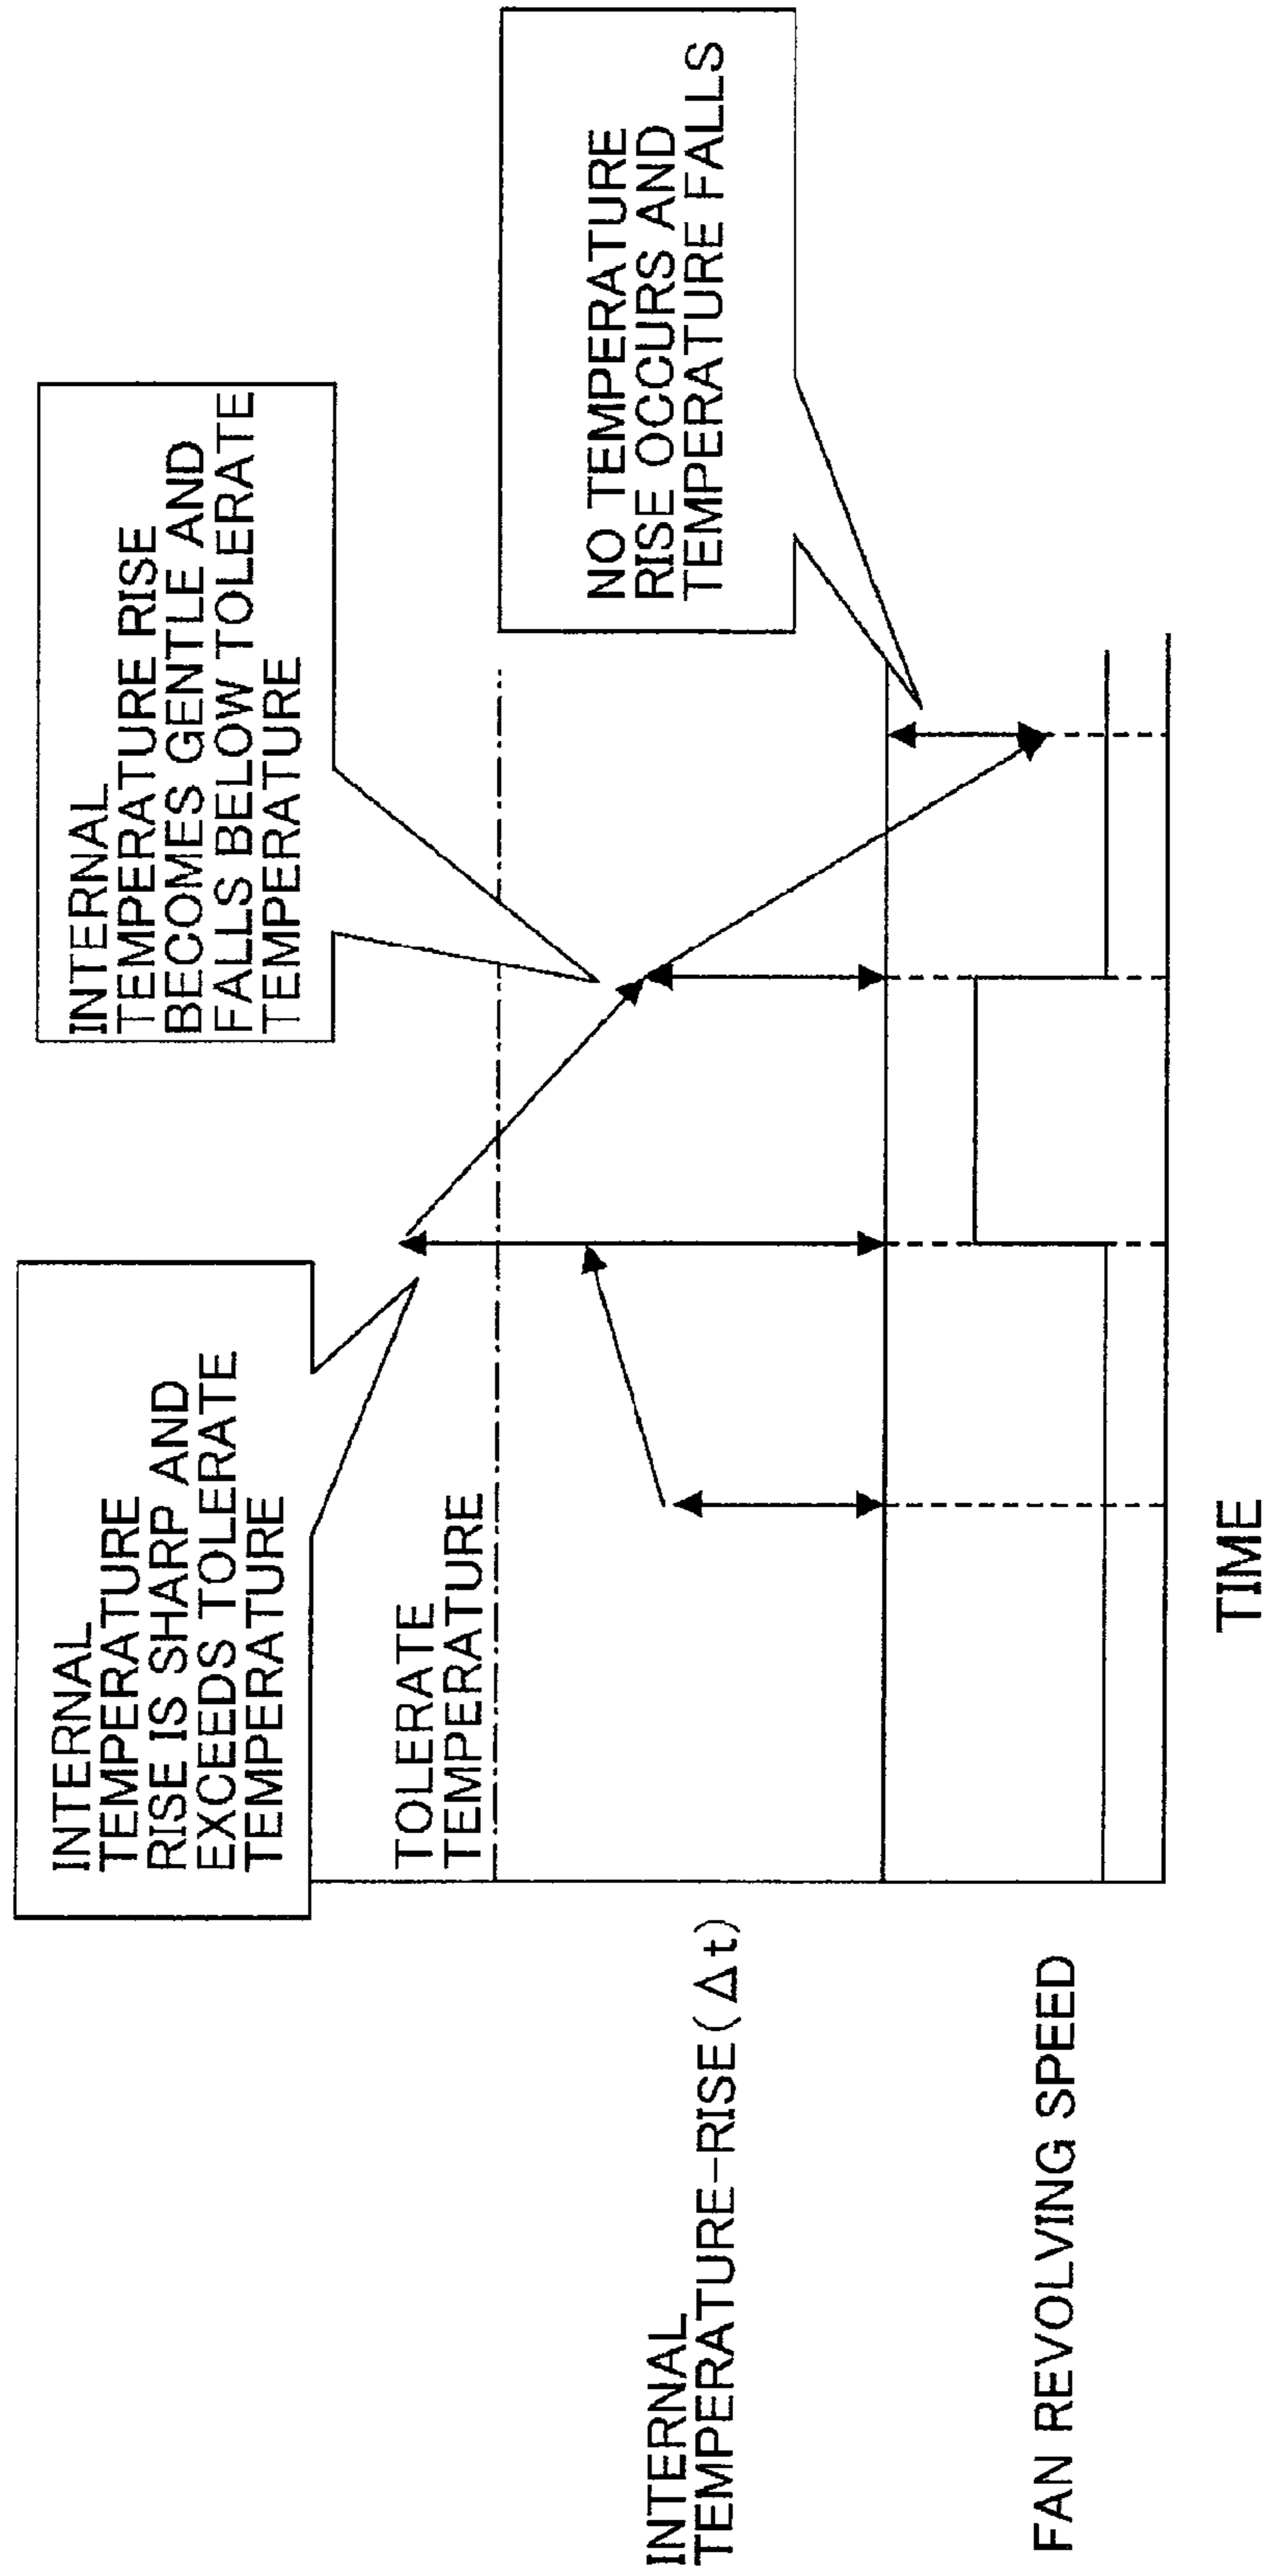 INTERNAL
TEMPERATURE
RISE IS SHARP AND
EXCEEDS TOLERATE
TEMPERATURE
INTERNAL
TEMPERATURE RISE
BECOMES GENTLE AND
FALLS BELOW TOLERATE
TEMPERATURE
TOLERATE
TEMPERATURE
NO TEMPERATURE
RISE OCCURS AND
TEMPERATURE FALLS
INTERNAL
TEMPERATURE-RISE(Δt)
FAN REVOLVING SPEED
TIME